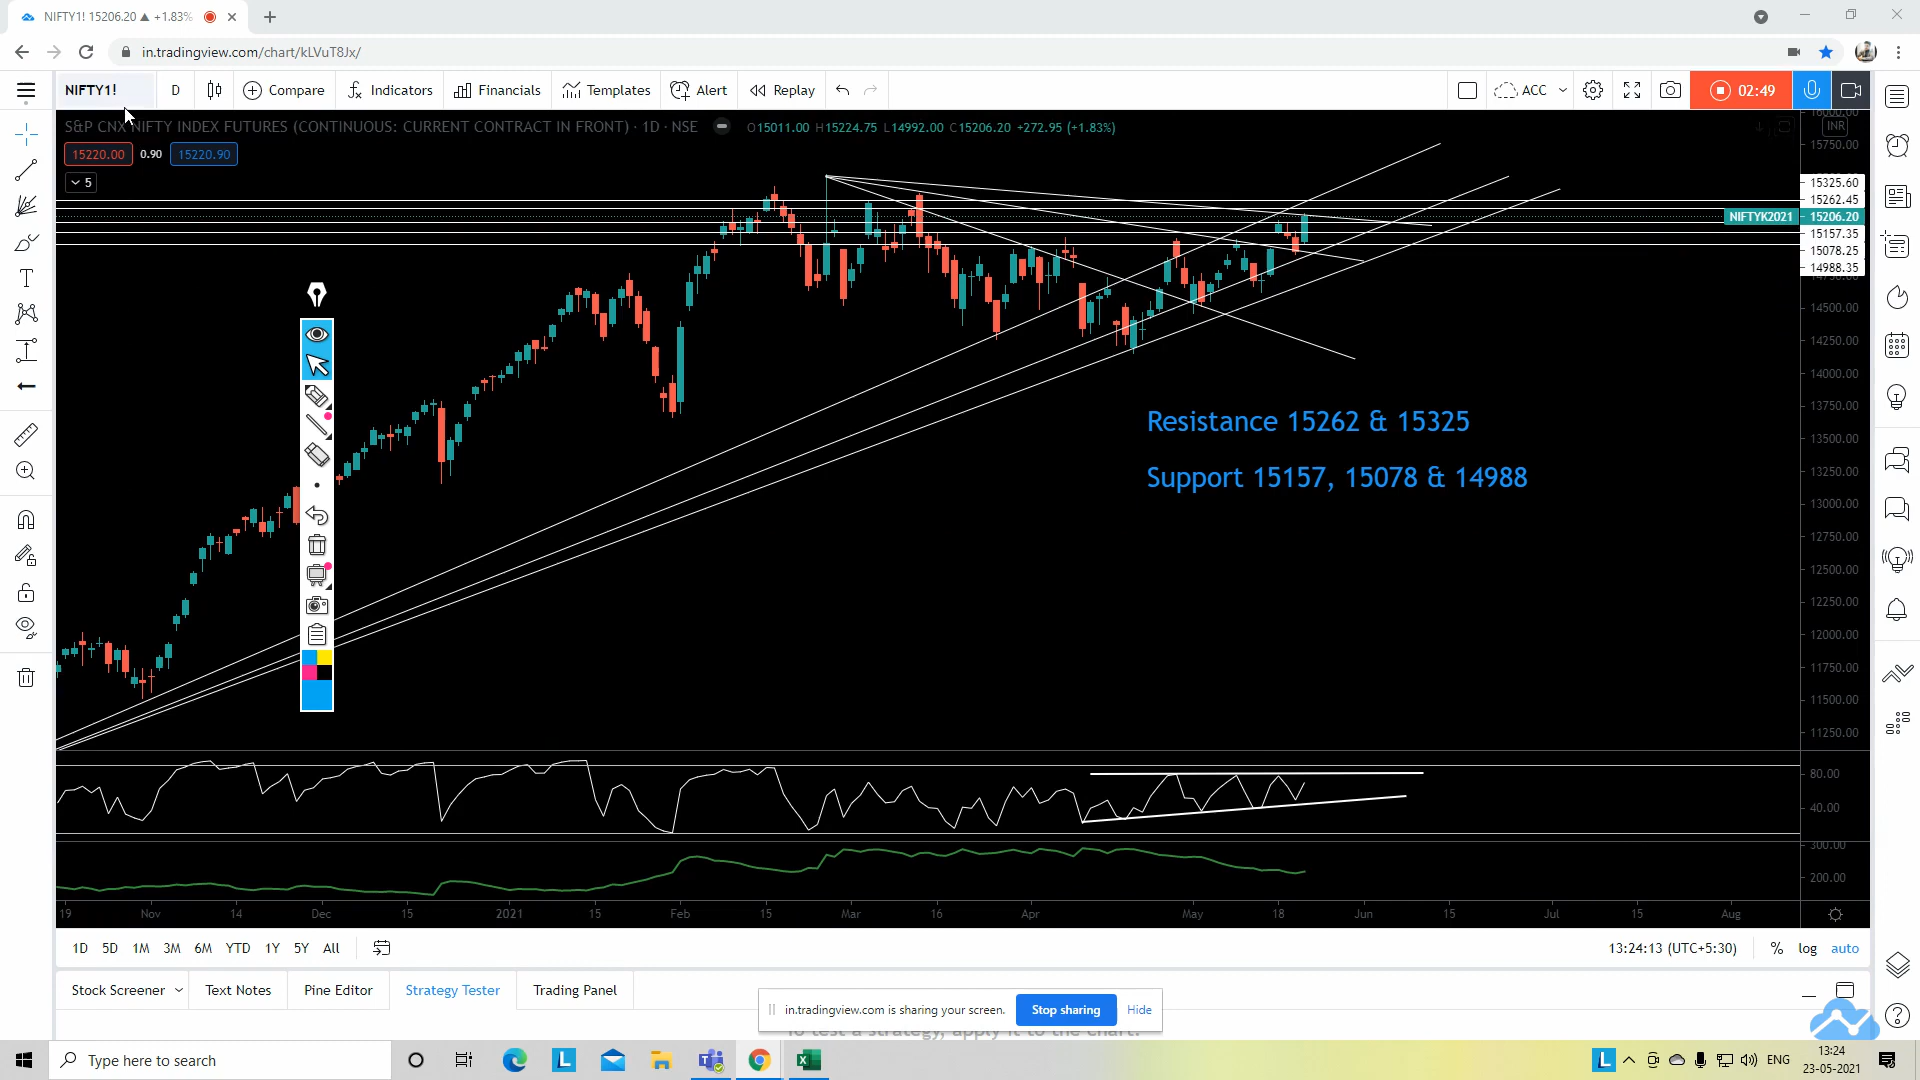 NIFTY1! 15206.20 ▲ +1.83%
in.tradingview.com/chart/kLVuT8Jx/
NIFTY1! D Compare Indicators Financials Templates Alert Replay ACC 02:49
S&P CNX NIFTY INDEX FUTURES (CONTINUOUS: CURRENT CONTRACT IN FRONT) · 1D · NSE O15011.00 H15224.75 L14992.00 C15206.20 +272.95 (+1.83%)
INR
15220.00 0.90 15220.90
5
15750.00
15325.60
15262.45
NIFTYK2021 15206.20
15157.35
15078.25
14988.35
14500.00
14250.00
14000.00
13750.00
13500.00
13250.00
13000.00
12750.00
12500.00
12250.00
12000.00
11750.00
11500.00
11250.00
Resistance 15262 & 15325
Support 15157, 15078 & 14988
80.00
40.00
300.00
200.00
19 Nov 14 Dec 15 2021 15 Feb 15 Mar 16 Apr May 18 Jun 15 Jul 15 Aug
1D 5D 1M 3M 6M YTD 1Y 5Y All 13:24:13 (UTC+5:30) % log auto
Stock Screener Text Notes Pine Editor Strategy Tester Trading Panel
in.tradingview.com is sharing your screen. Stop sharing Hide
To test a strategy, apply it to the chart.
Type here to search
L
L
ENG
13:24
23-05-2021